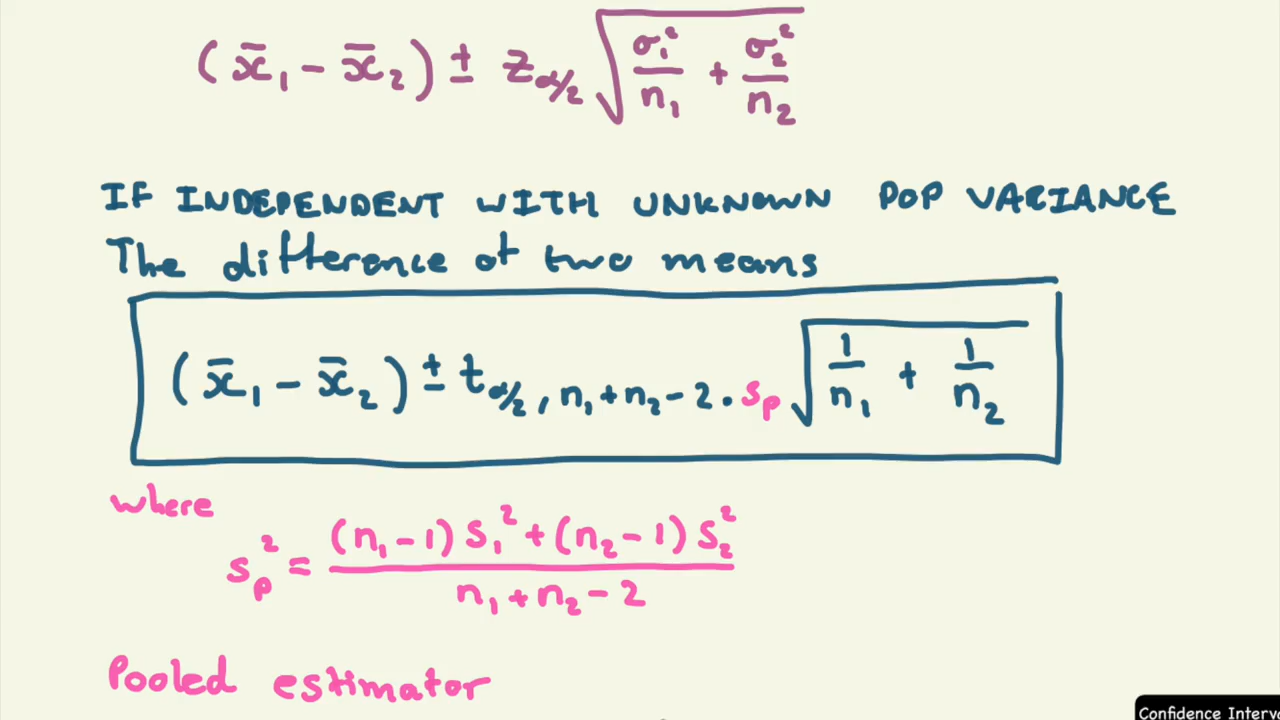 (x̄₁ − x̄₂) ± z_{α/2} √(σ₁²/n₁ + σ₂²/n₂)
IF INDEPENDENT WITH UNKNOWN POP VARIANCE
The difference of two means
(x̄₁ − x̄₂) ± t_{α/2, n₁+n₂−2} · s_p √(1/n₁ + 1/n₂)
where
s_p² = ((n₁−1)s₁² + (n₂−1)s₂²)/(n₁+n₂−2)
Pooled estimator
Confidence Interv